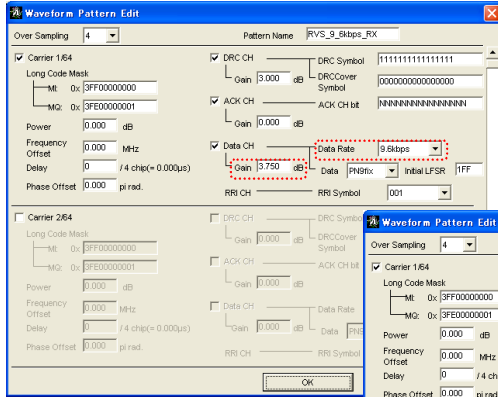 Waveform Pattern Edit
Over Sampling 4 Pattern Name RVS_9_6kbps_RX
Carrier 1/64
Long Code Mask
MI: 0x 3FF00000000
MQ: 0x 3FE00000001
Power 0.000 dB
Frequency Offset 0.000 MHz
Delay 0 / 4 chip(= 0.000μs)
Phase Offset 0.000 pi rad.
DRC CH DRC Symbol 1111111111111111
Gain 3.000 dB DRCCover Symbol 0000000000000000
ACK CH ACK CH bit NNNNNNNNNNNNNNNN
Gain 0.000 dB
Data CH Data Rate 9.6kbps
Gain 3.750 dB Data PN9fix Initial LFSR 1FF
RRI CH RRI Symbol 001
Carrier 2/64
Long Code Mask
MI: 0x 3FF00000000
MQ: 0x 3FE00000001
Power 0.000 dB
Frequency Offset 0.000 MHz
Delay 0 / 4 chip(= 0.000μs)
Phase Offset 0.000 pi rad.
DRC CH DRC Symbo
Gain 0.000 dB DRCCover Symbol
ACK CH ACK CH bit
Gain 0.000 dB
Data CH Data Rate
Gain 0.000 dB Data PN9
RRI CH RRI Symbol
OK
Waveform Pattern Edit
Over Sampling 4
Carrier 1/64
Long Code Mask
MI: 0x 3FF00000000
MQ: 0x 3FE00000001
Power 0.000 dB
Frequency Offset 0.000 MHz
Delay 0 / 4 ch
Phase Offset 0.000 pi rad